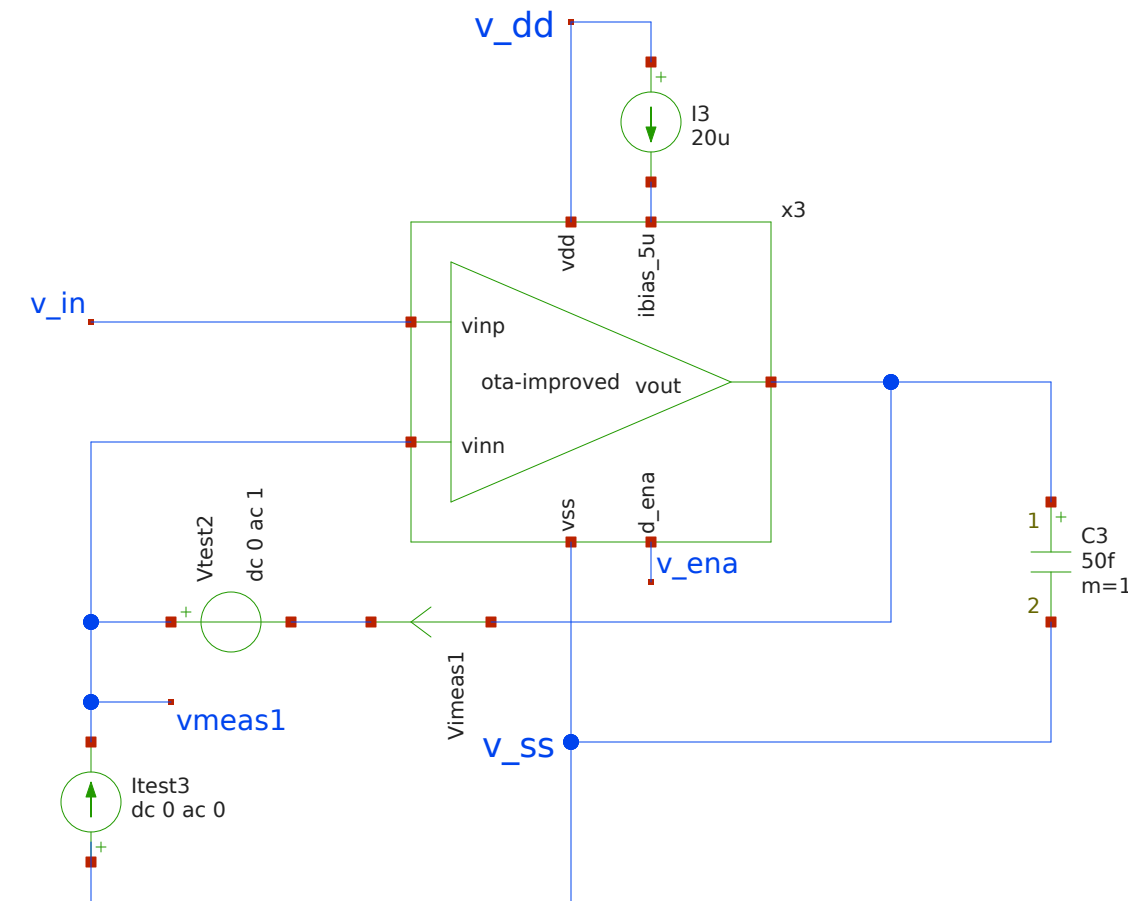 v_dd
+
I3
20u
x3
vdd
ibias_5u
v_in
vinp
ota-improved
vout
vinn
vss
d_ena
v_ena
Vtest2
dc 0 ac 1
+
1
+
C3
50f
m=1
2
Vimeas1
vmeas1
v_ss
Itest3
dc 0 ac 0
+